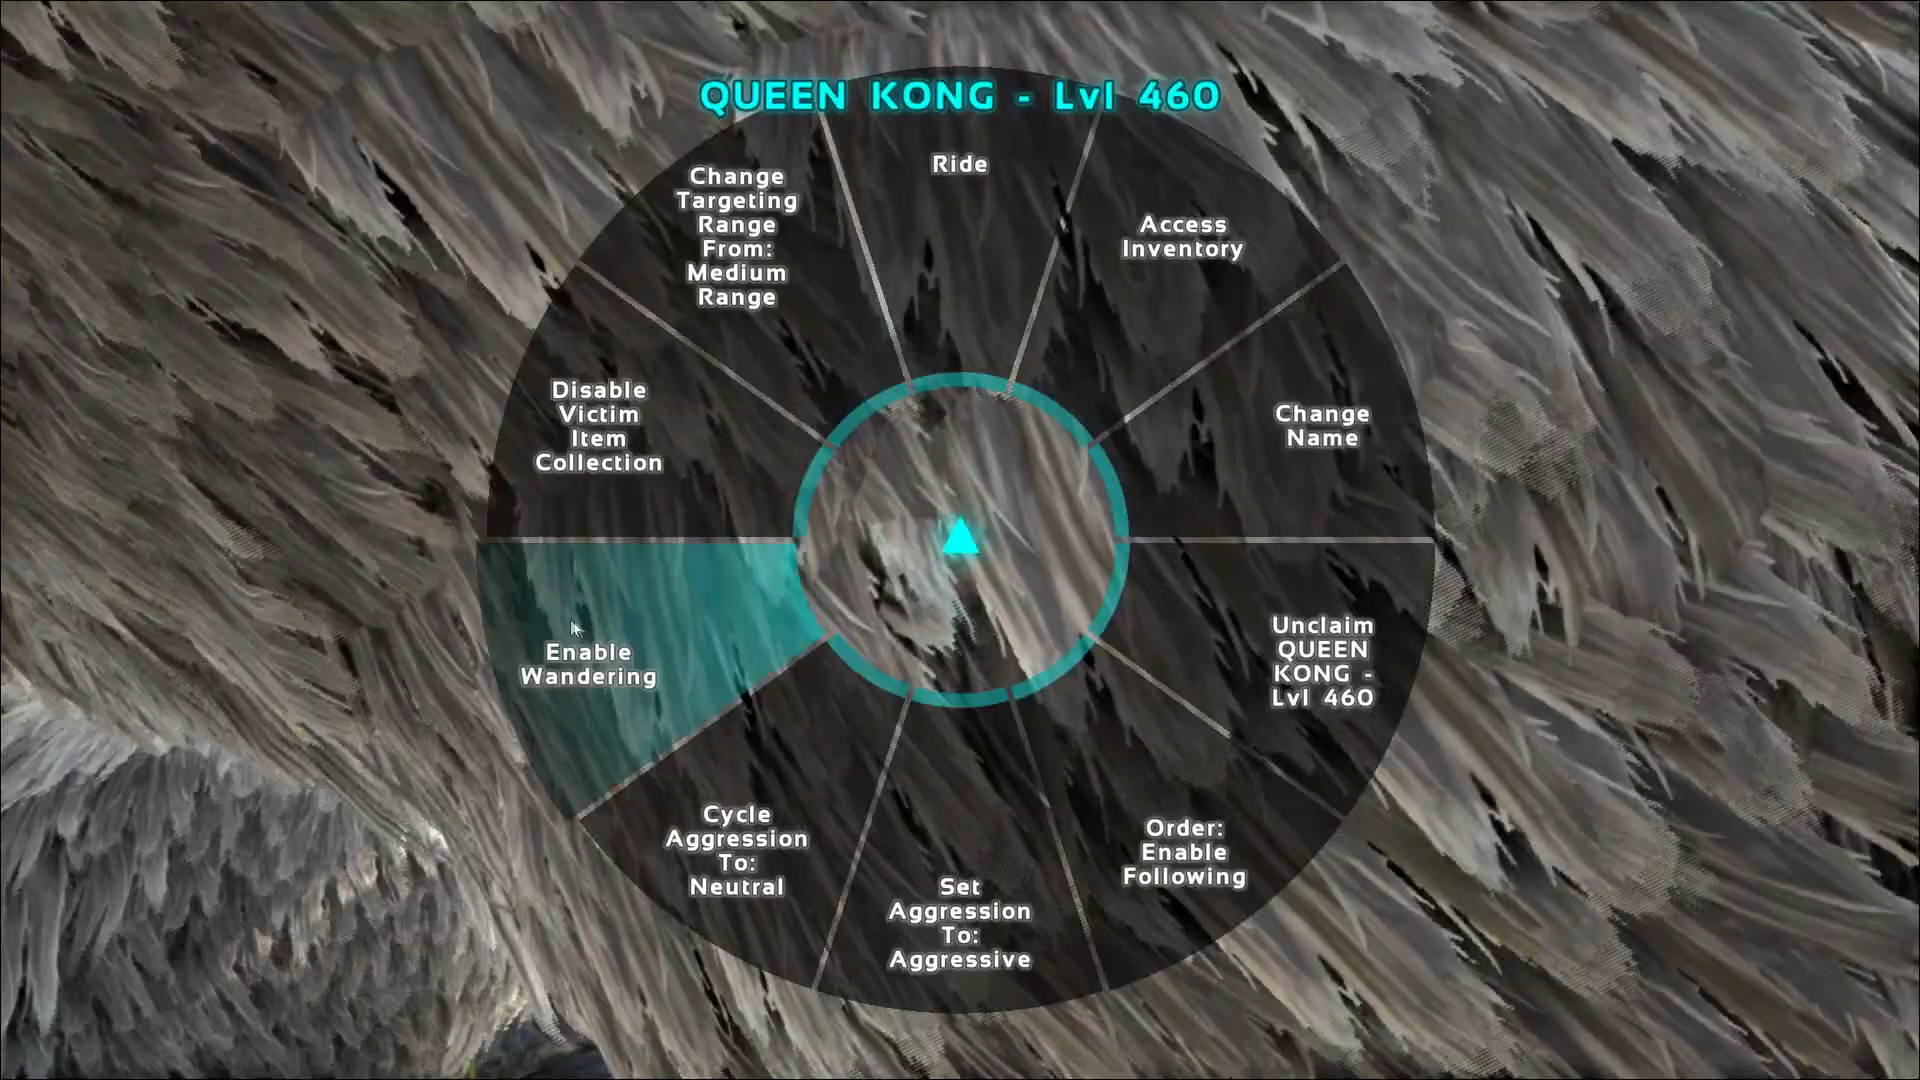 QUEEN KONG - Lvl 460
Ride
Access
Inventory
Change
Name
Unclaim
QUEEN
KONG -
Lvl 460
Order:
Enable
Following
Set
Aggression
To:
Aggressive
Cycle
Aggression
To:
Neutral
Enable
Wandering
Disable
Victim
Item
Collection
Change
Targeting
Range
From:
Medium
Range